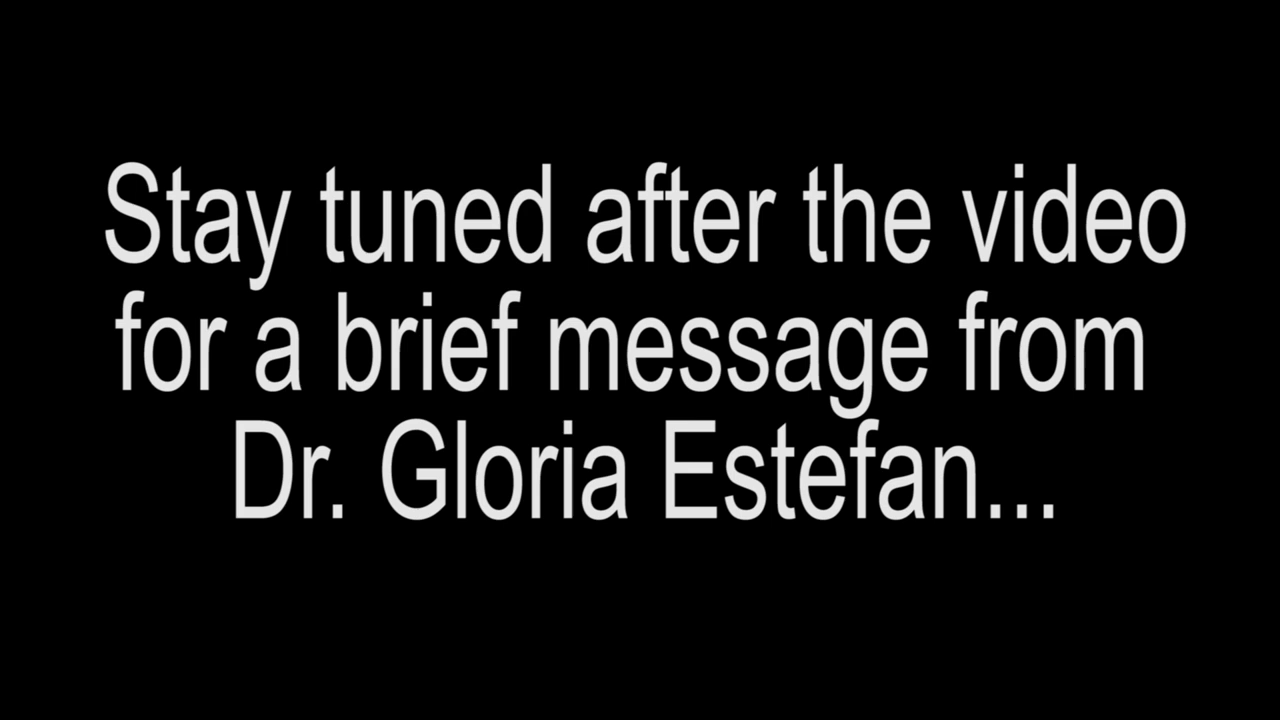 Stay tuned after the video
for a brief message from
Dr. Gloria Estefan...